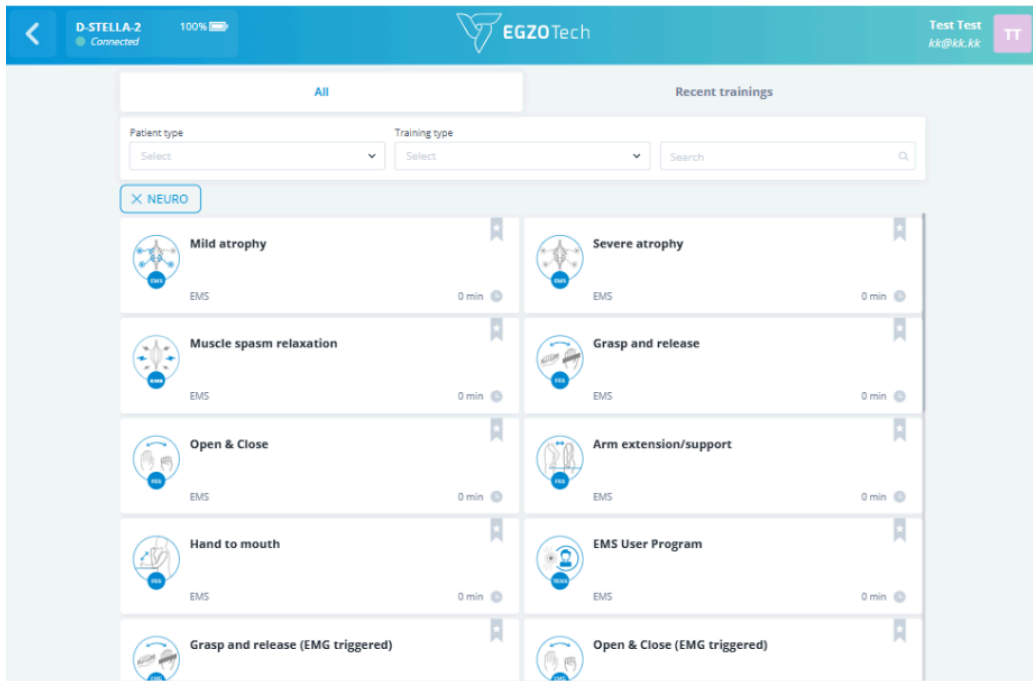 D-STELLA-2
100%
Connected
EGZOTech
Test Test
kk@kk.kk
TT
All
Recent trainings
Patient type
Training type
Select
Select
Search
NEURO
Mild atrophy
EMS
EMS
0 min
Severe atrophy
EMS
EMS
0 min
Muscle spasm relaxation
EMS
0 min
Grasp and release
FES
EMS
0 min
Open & Close
FES
EMS
0 min
Arm extension/support
FES
EMS
0 min
Hand to mouth
FES
EMS
0 min
EMS User Program
EMS
0 min
Grasp and release (EMG triggered)
EMG
Open & Close (EMG triggered)
EMG